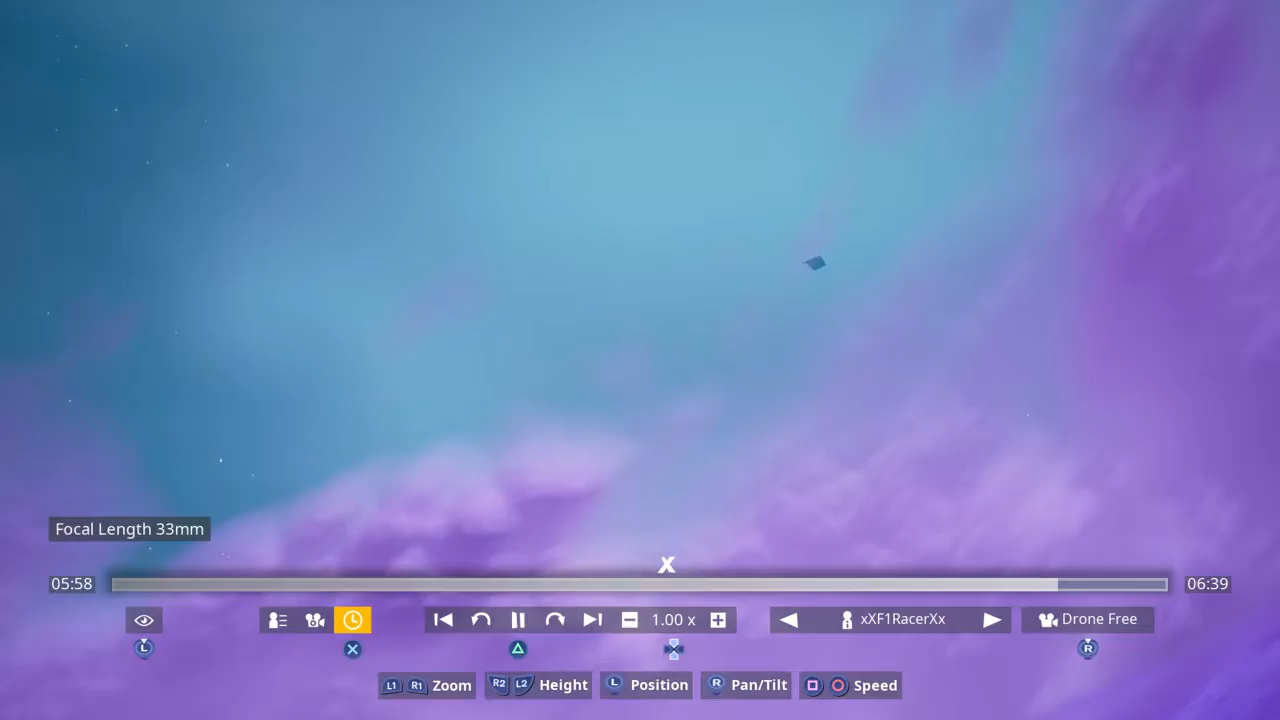 Focal Length 33mm
X
05:58
06:39
1.00 x
xXF1RacerXx
Drone Free
L
R
L1 R1 Zoom
R2 L2 Height
L Position
R Pan/Tilt
Speed